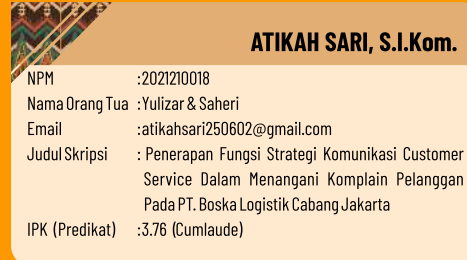 ATIKAH SARI, S.I.Kom.
NPM :2021210018
Nama Orang Tua :Yulizar & Saheri
Email :atikahsari250602@gmail.com
Judul Skripsi : Penerapan Fungsi Strategi Komunikasi Customer
Service Dalam Menangani Komplain Pelanggan
Pada PT. Boska Logistik Cabang Jakarta
IPK (Predikat) :3.76 (Cumlaude)